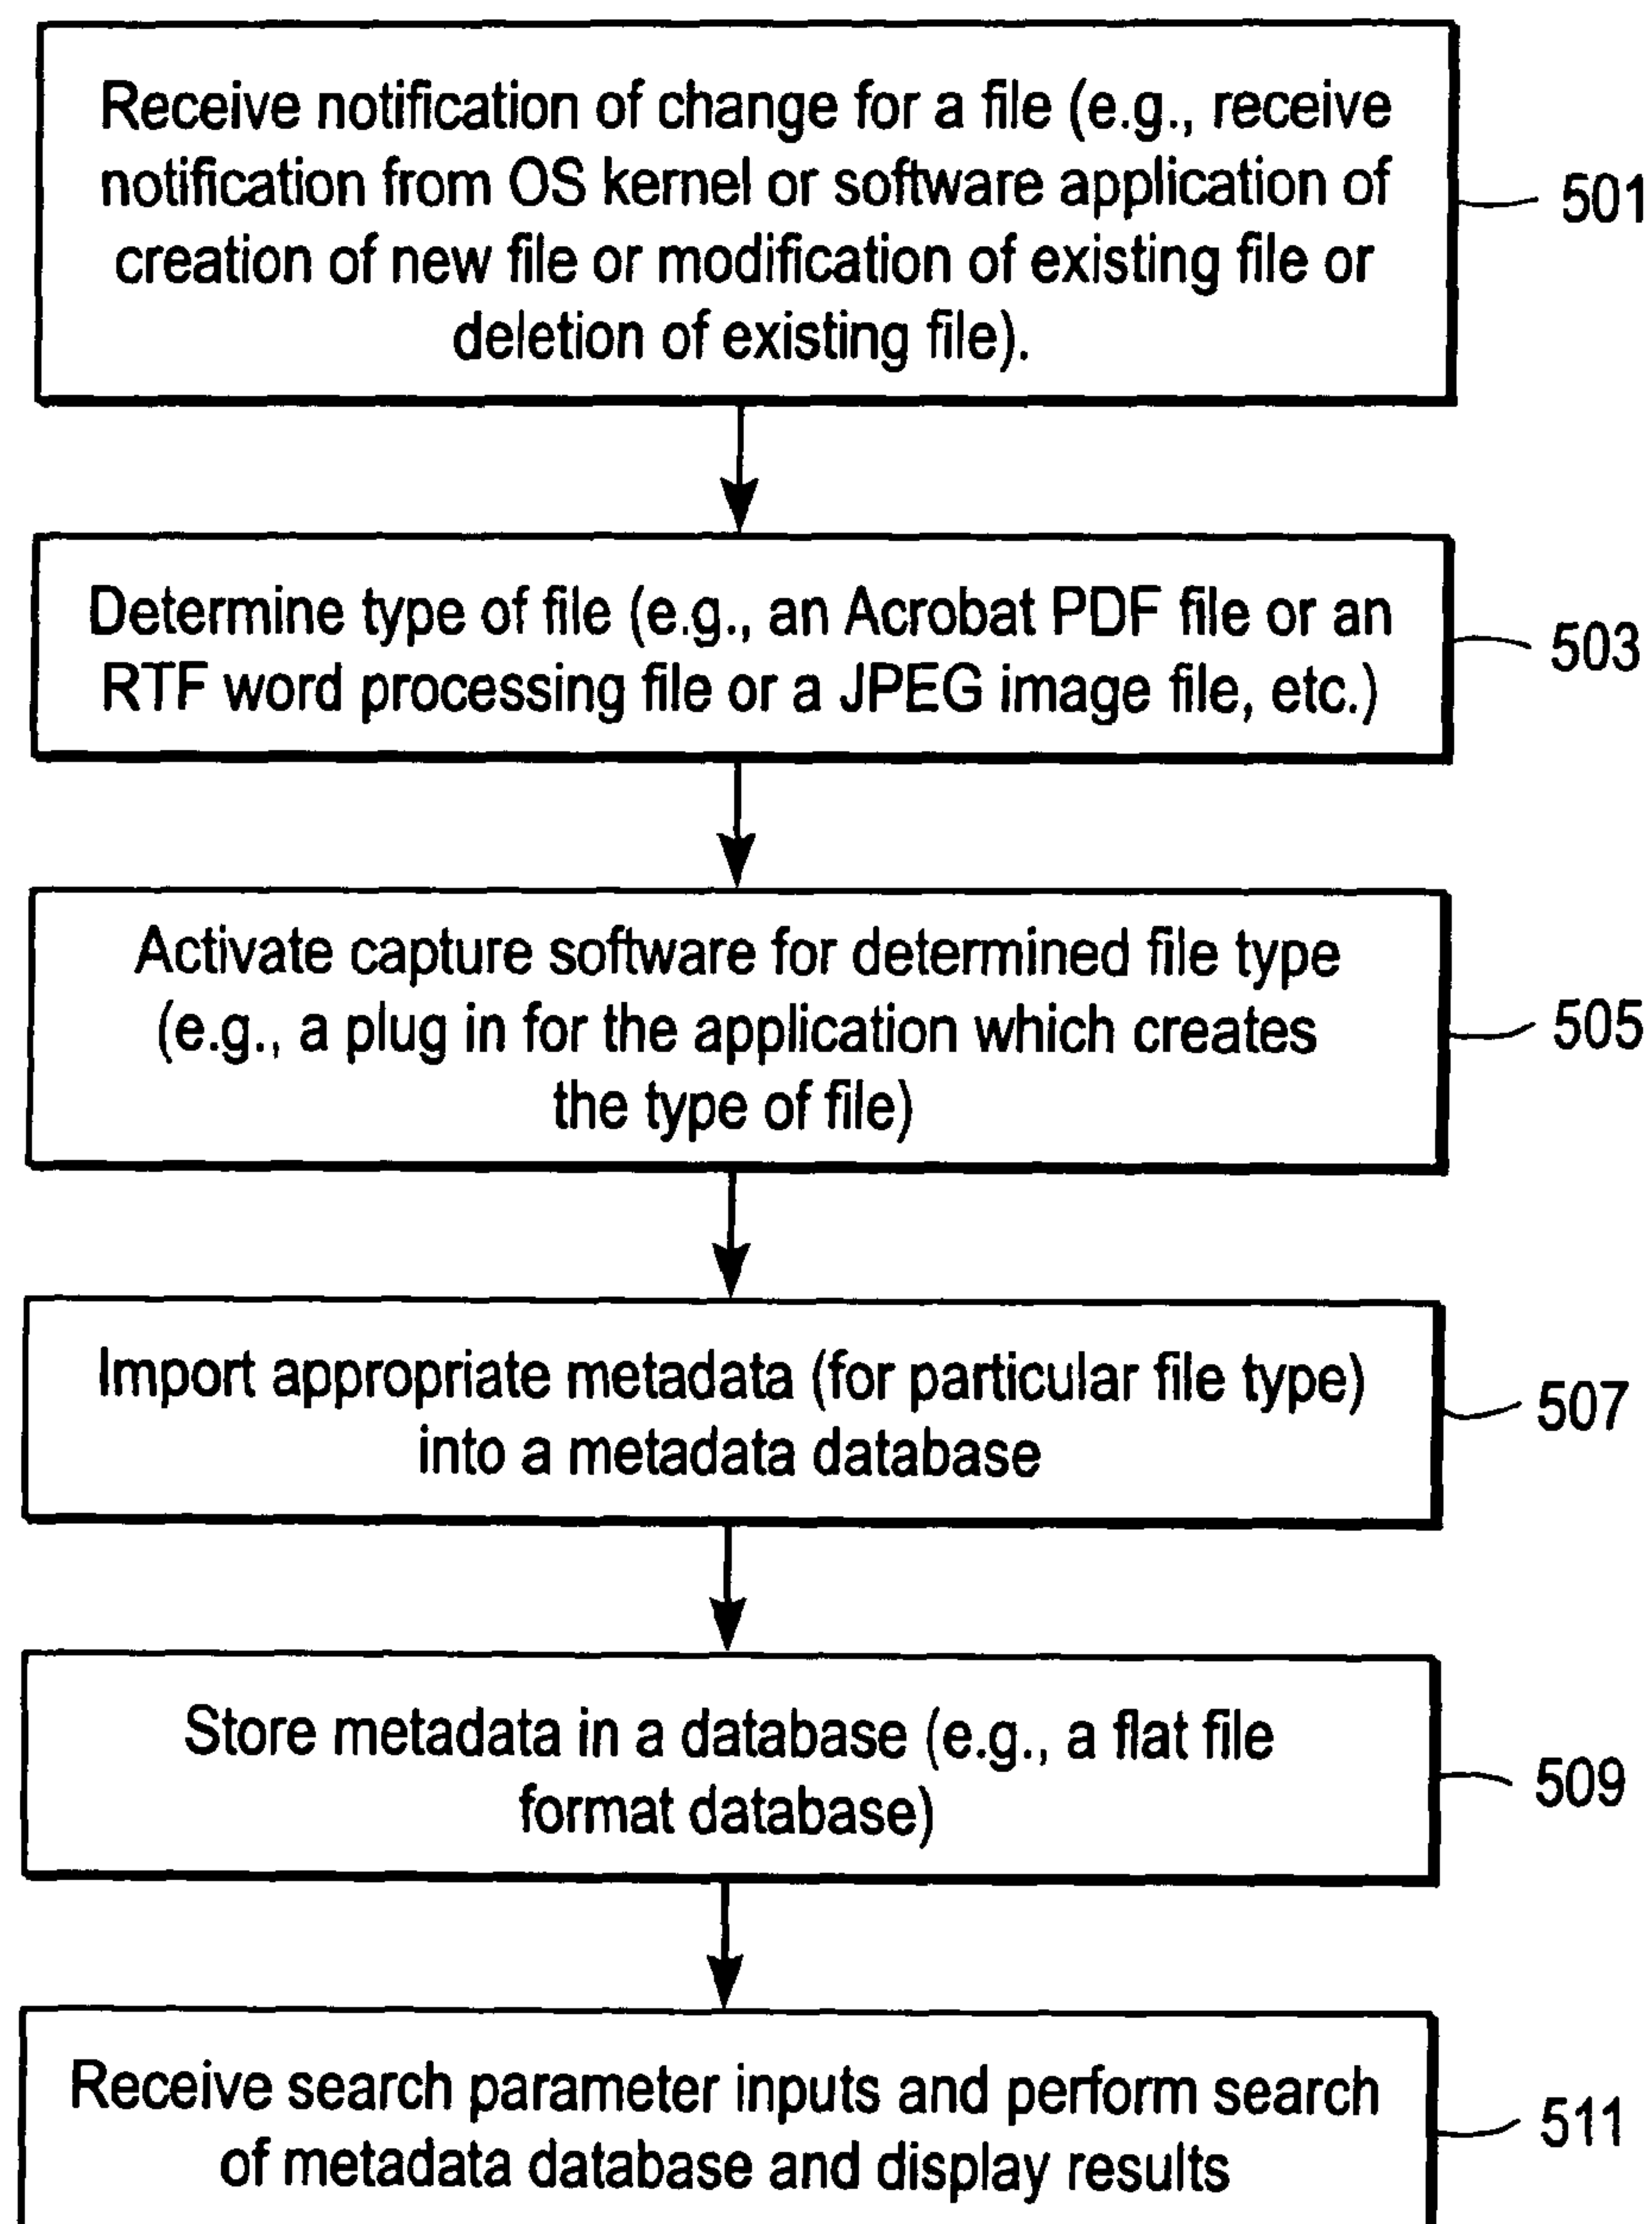 Receive notification of change for a file (e.g., receive
notification from OS kernel or software application of
creation of new file or modification of existing file or
deletion of existing file).
501
Determine type of file (e.g., an Acrobat PDF file or an
RTF word processing file or a JPEG image file, etc.)
503
Activate capture software for determined file type
(e.g., a plug in for the application which creates
the type of file)
505
Import appropriate metadata (for particular file type)
into a metadata database
507
Store metadata in a database (e.g., a flat file
format database)
509
Receive search parameter inputs and perform search
of metadata database and display results
511